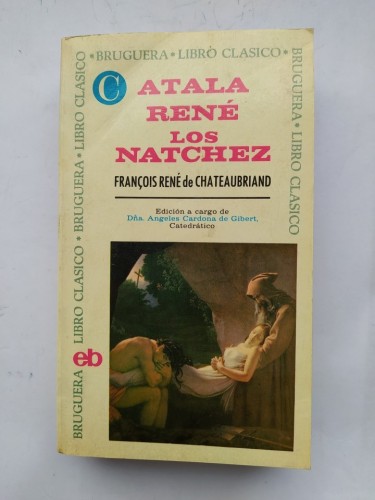 BRUGUERA * LIBRO CLASICO * BRUGUERA * LIBRO CLASICO * BRUGUERA * LIBRO CLASICO * BRUGUERA * LIBRO CLASICO
C
ATALA
RENÉ
LOS
NATCHEZ
FRANÇOIS RENÉ de CHATEAUBRIAND
Edición a cargo de
Dña. Angeles Cardona de Gibert,
Catedrático
eb